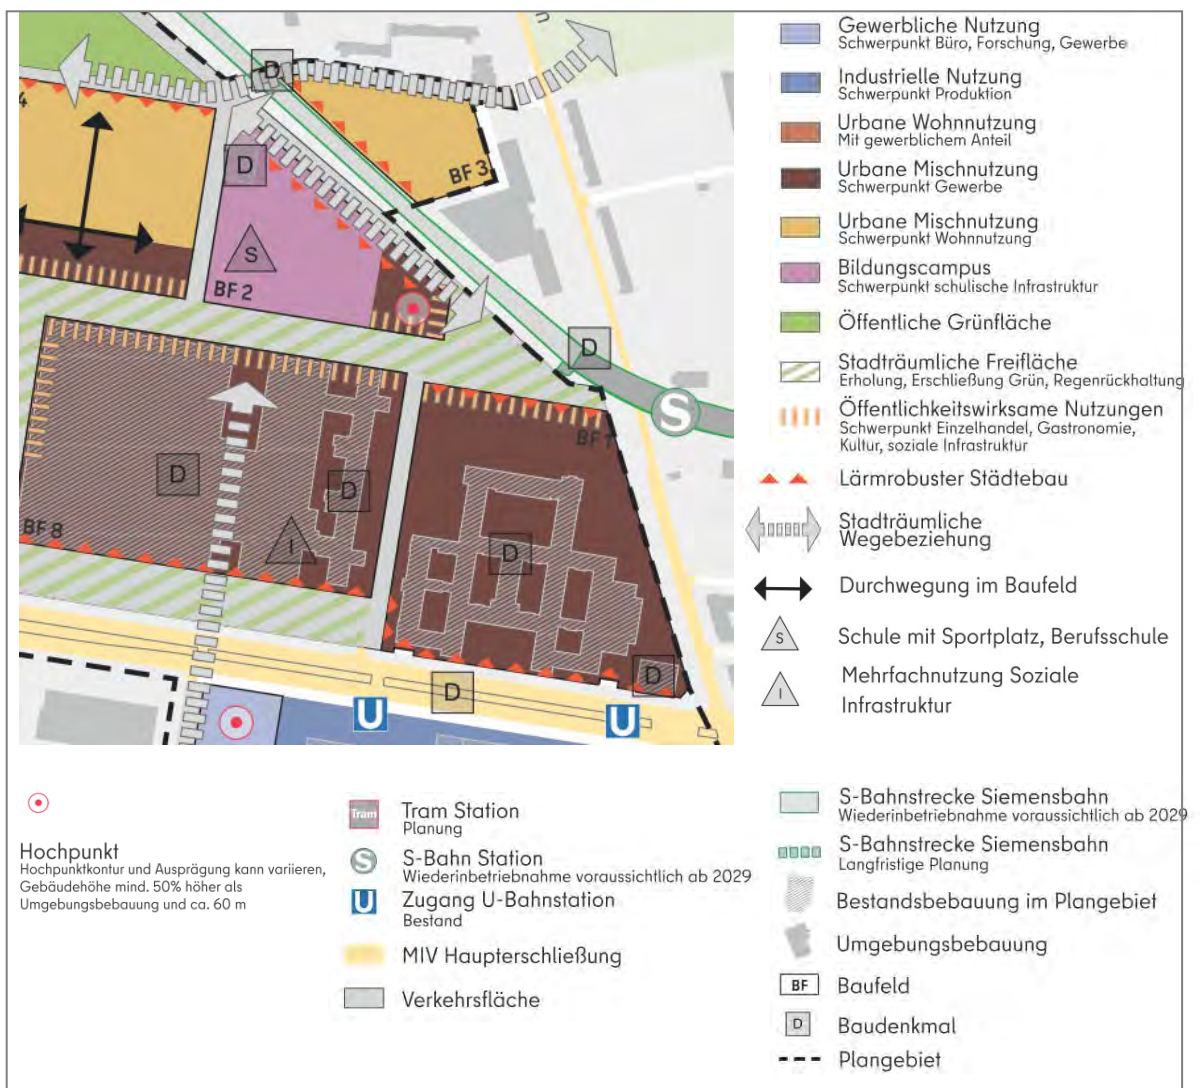 D
BF 3
4
D
S
BF 2
D
S
D
D
BF 1
D
BF 8
I
D
D
U
U
Gewerbliche Nutzung
Schwerpunkt Büro, Forschung, Gewerbe
Industrielle Nutzung
Schwerpunkt Produktion
Urbane Wohnnutzung
Mit gewerblichem Anteil
Urbane Mischnutzung
Schwerpunkt Gewerbe
Urbane Mischnutzung
Schwerpunkt Wohnnutzung
Bildungscampus
Schwerpunkt schulische Infrastruktur
Öffentliche Grünfläche
Stadträumliche Freifläche
Erholung, Erschließung Grün, Regenrückhaltung
Öffentlichkeitswirksame Nutzungen
Schwerpunkt Einzelhandel, Gastronomie,
Kultur, soziale Infrastruktur
Lärmrobuster Städtebau
Stadträumliche
Wegebeziehung
Durchwegung im Baufeld
S Schule mit Sportplatz, Berufsschule
I Mehrfachnutzung Soziale
Infrastruktur
Hochpunkt
Hochpunktkontur und Ausprägung kann variieren,
Gebäudehöhe mind. 50% höher als
Umgebungsbebauung und ca. 60 m
Tram Tram Station
Planung
S S-Bahn Station
Wiederinbetriebnahme voraussichtlich ab 2029
U Zugang U-Bahnstation
Bestand
MIV Haupterschließung
Verkehrsfläche
S-Bahnstrecke Siemensbahn
Wiederinbetriebnahme voraussichtlich ab 2029
S-Bahnstrecke Siemensbahn
Langfristige Planung
Bestandsbebauung im Plangebiet
Umgebungsbebauung
BF Baufeld
D Baudenkmal
Plangebiet